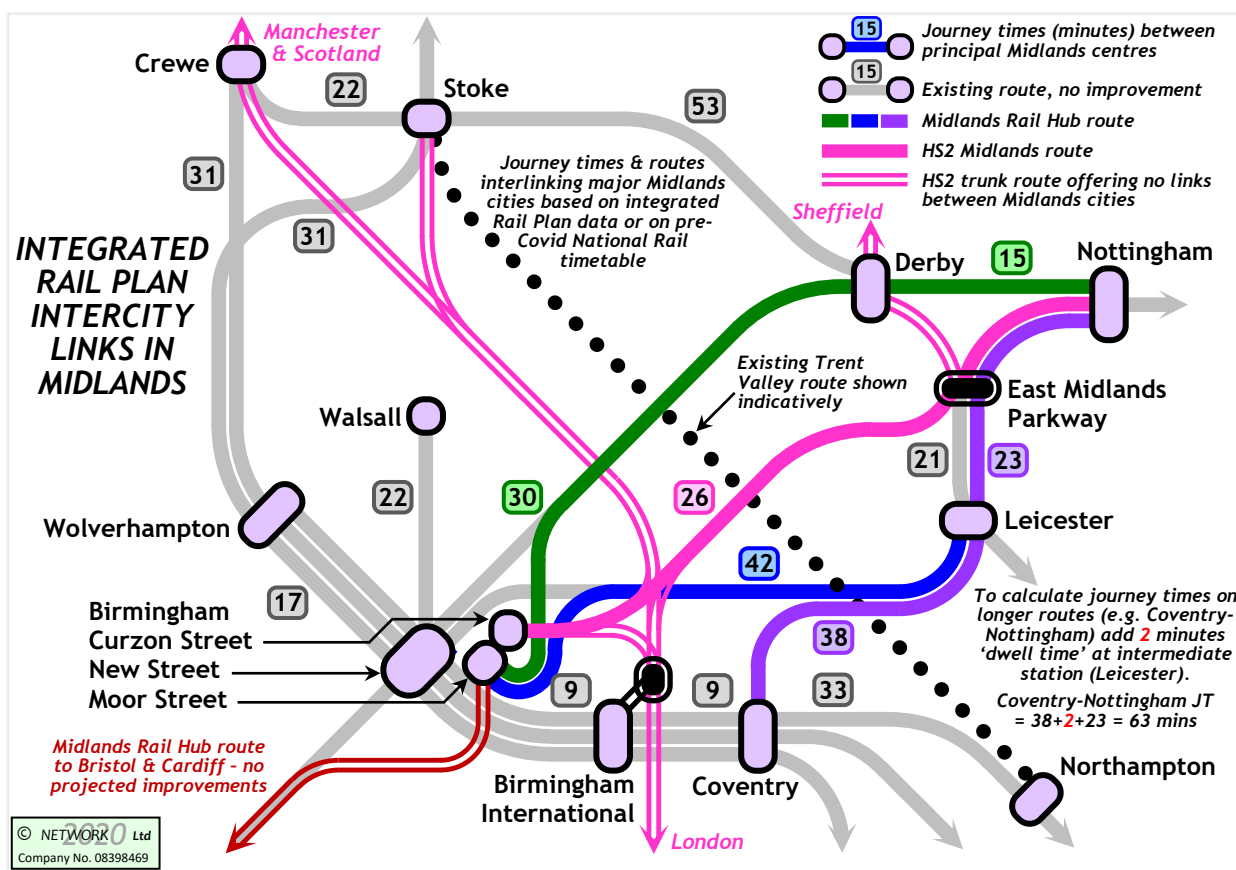 INTEGRATED
RAIL PLAN
INTERCITY
LINKS IN
MIDLANDS
Manchester
& Scotland
Crewe
22
Stoke
53
31
31
Journey times & routes
interlinking major Midlands
cities based on integrated
Rail Plan data or on pre-
Covid National Rail
timetable
15
Journey times (minutes) between
principal Midlands centres
15
Existing route, no improvement
Midlands Rail Hub route
HS2 Midlands route
HS2 trunk route offering no links
between Midlands cities
Sheffield
Derby
15
Nottingham
Existing Trent
Valley route shown
indicatively
East Midlands
Parkway
Walsall
21
23
22
30
26
Wolverhampton
Leicester
42
17
Birmingham
Curzon Street
New Street
Moor Street
38
9
9
33
To calculate journey times on
longer routes (e.g. Coventry-
Nottingham) add 2 minutes
‘dwell time’ at intermediate
station (Leicester).
Coventry-Nottingham JT
= 38+2+23 = 63 mins
Midlands Rail Hub route
to Bristol & Cardiff - no
projected improvements
Birmingham
International
Coventry
Northampton
London
© NETWORK 2020 Ltd
Company No. 08398469